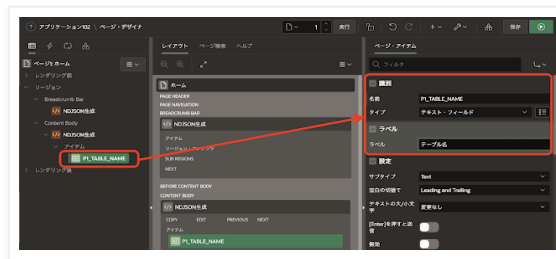 アプリケーション102 \ ページ・デザイナ
1
実行
保存
レイアウト
ページ検索
ヘルプ
ページ・アイテム
フィルタ
ページ1: ホーム
レンダリング前
リージョン
Breadcrumb Bar
NDJSON生成
Content Body
NDJSON生成
アイテム
P1_TABLE_NAME
レンダリング後
ホーム
PAGE HEADER
PAGE NAVIGATION
BREADCRUMB BAR
NDJSON生成
アイテム
リージョン・コンテンツ
SUB REGIONS
NEXT
BEFORE CONTENT BODY
CONTENT BODY
NDJSON生成
COPY EDIT PREVIOUS NEXT
アイテム
P1_TABLE_NAME
識別
名前 P1_TABLE_NAME
タイプ テキスト・フィールド
ラベル
ラベル テーブル名
設定
サブタイプ Text
空白の切捨て Leading and Trailing
テキストの大/小文字 変更なし
[Enter]を押すと送信
無効